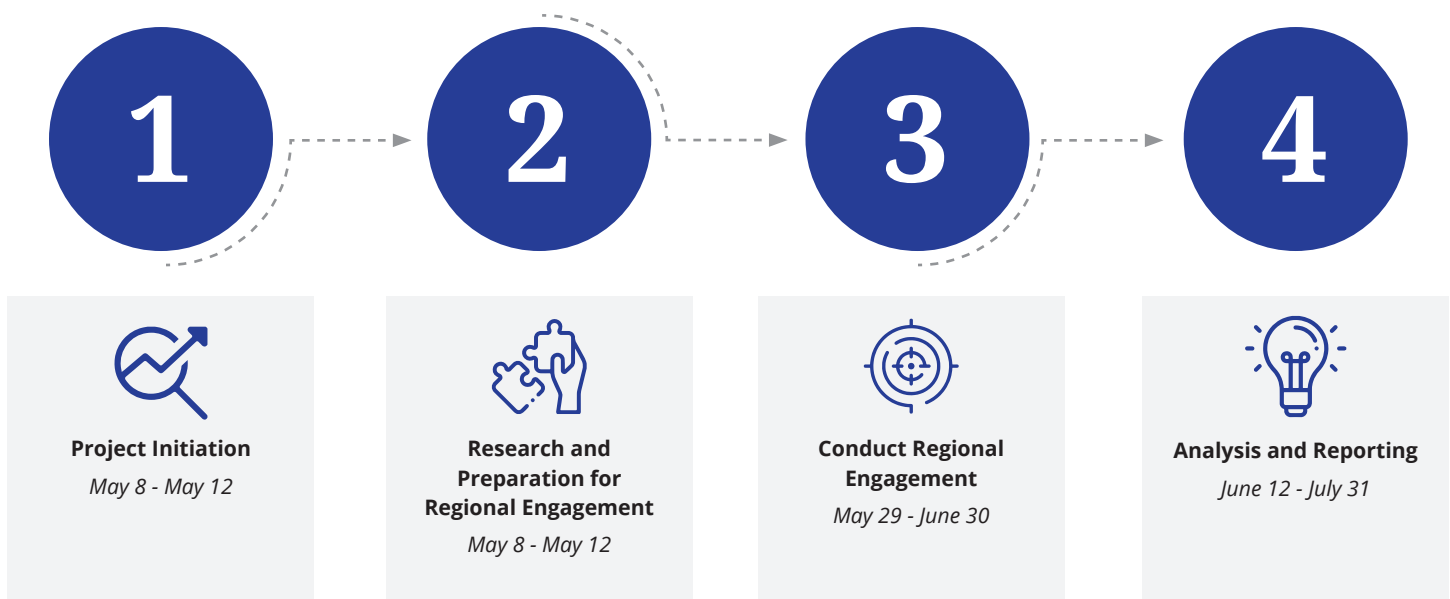 1
2
3
4
Project Initiation
May 8 - May 12
Research and
Preparation for
Regional Engagement
May 8 - May 12
Conduct Regional
Engagement
May 29 - June 30
Analysis and Reporting
June 12 - July 31